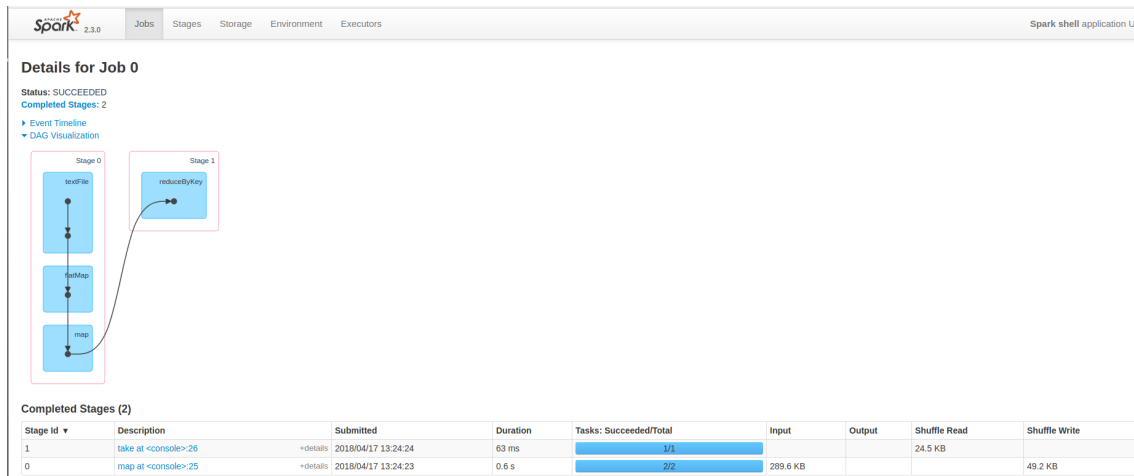 APACHE Spark 2.3.0 Jobs Stages Storage Environment Executors Spark shell application U
Details for Job 0
Status: SUCCEEDED
Completed Stages: 2
Event Timeline
DAG Visualization
Stage 0 Stage 1
textFile reduceByKey
flatMap
map
Completed Stages (2)
Stage Id ▾ Description Submitted Duration Tasks: Succeeded/Total Input Output Shuffle Read Shuffle Write
1 take at <console>:26 +details 2018/04/17 13:24:24 63 ms 1/1 24.5 KB
0 map at <console>:25 +details 2018/04/17 13:24:23 0.6 s 2/2 289.6 KB 49.2 KB